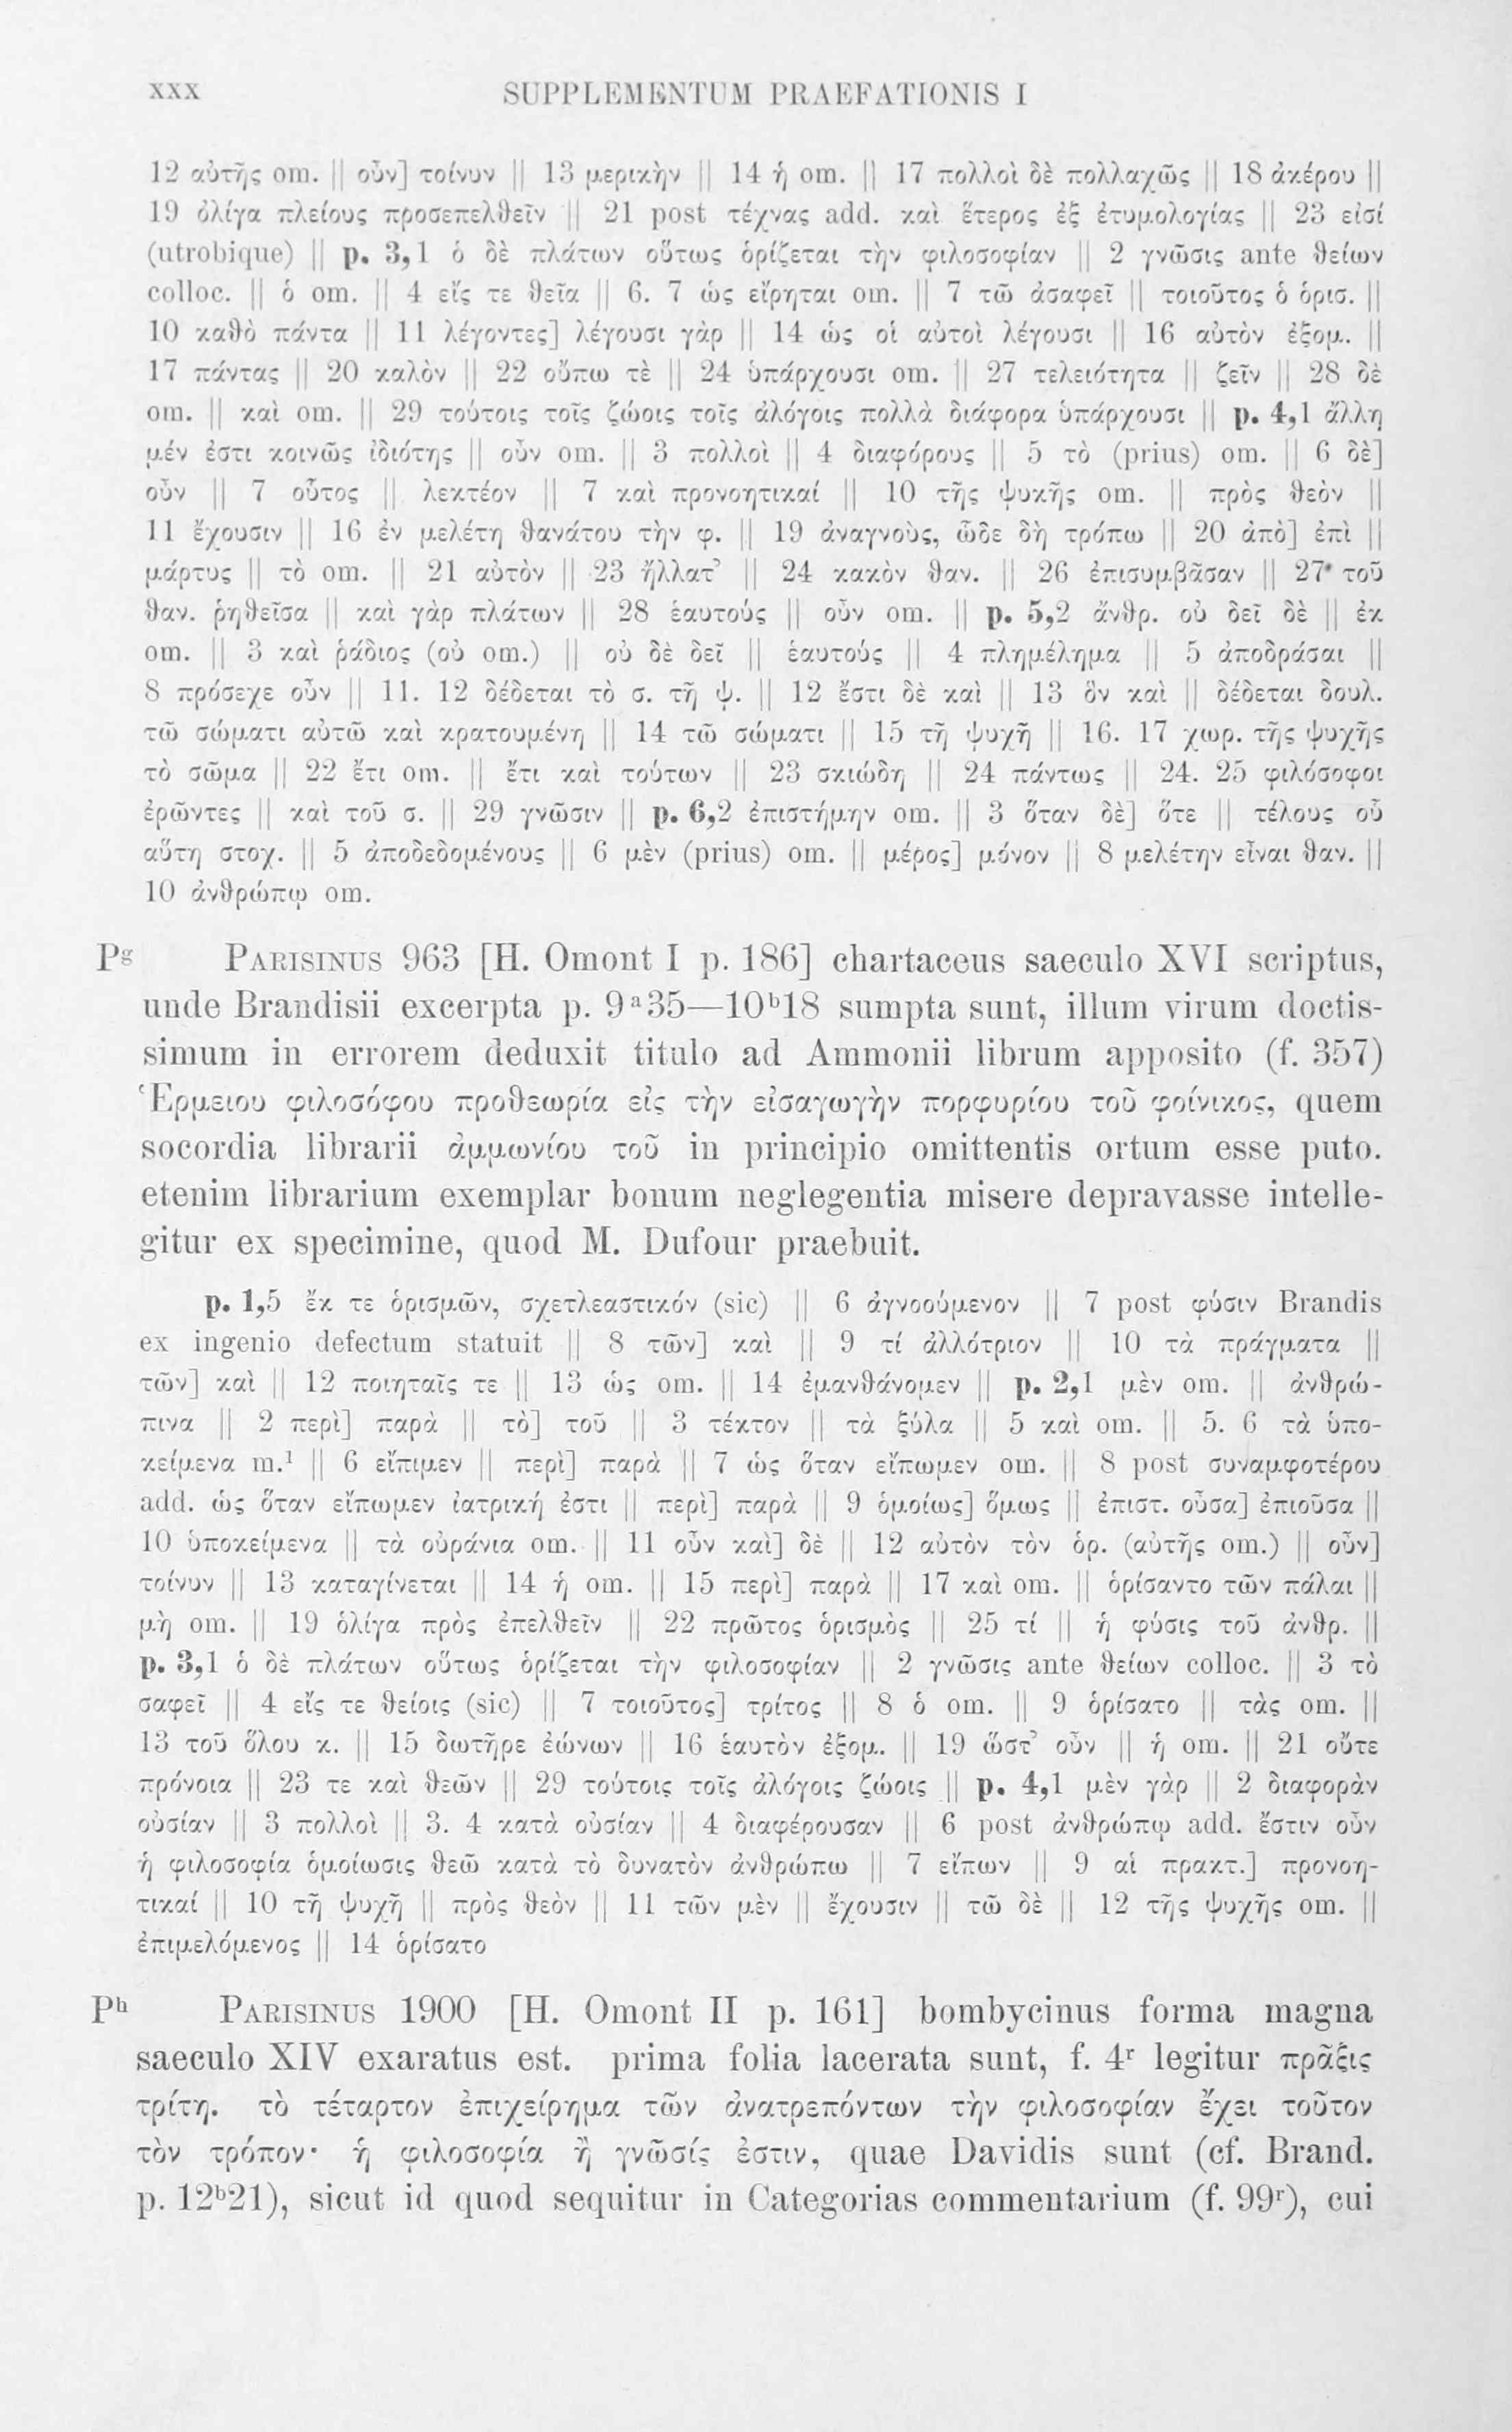 xxx SUPPLEMENTUM PRAEFATIONIS I
12 αὐτῆς om. || οὖν] τοίνυν || 13 μερικὴν || 14 ἡ om. || 17 πολλοὶ δὲ πολλαχῶς || 18 ἀκέρου ||
19 ὀλίγα πλείους προσεπελθεῖν || 21 post τέχνας add. καὶ ἕτερος ἐξ ἐτυμολογίας || 23 εἰσί
(utrobique) || p. 3,1 ὁ δὲ πλάτων οὕτως ὁρίζεται τὴν φιλοσοφίαν || 2 γνῶσις ante θείων
colloc. || ὁ om. || 4 εἴς τε θεῖα || 6. 7 ὡς εἴρηται om. || 7 τῶ ἀσαφεῖ || τοιοῦτος ὁ ὁρισ. ||
10 καθὸ πάντα || 11 λέγοντες] λέγουσι γὰρ || 14 ὡς οἱ αὐτοὶ λέγουσι || 16 αὐτὸν ἐξομ. ||
17 πάντας || 20 καλὸν || 22 οὔπω τὲ || 24 ὑπάρχουσι om. || 27 τελειότητα || ζεῖν || 28 δὲ
om. || καὶ om. || 29 τούτοις τοῖς ζώοις τοῖς ἀλόγοις πολλὰ διάφορα ὑπάρχουσι || p. 4,1 ἄλλη
μέν ἐστι κοινῶς ἰδιότης || οὖν om. || 3 πολλοὶ || 4 διαφόρους || 5 τὸ (prius) om. || 6 δὲ]
οὖν || 7 οὗτος || λεκτέον || 7 καὶ προνοητικαί || 10 τῆς ψυκῆς om. || πρὸς θεὸν ||
11 ἔχουσιν || 16 ἐν μελέτη θανάτου τὴν φ. || 19 ἀναγνοὺς, ὧδε δὴ τρόπω || 20 ἀπὸ] ἐπὶ ||
μάρτυς || τὸ om. || 21 αὐτὸν || 23 ἤλλατ’ || 24 κακὸν θαν. || 26 ἐπισυμβᾶσαν || 27 τοῦ
θαν. ῥηθεῖσα || καὶ γὰρ πλάτων || 28 ἑαυτούς || οὖν om. || p. 5,2 ἄνθρ. οὐ δεῖ δὲ || ἐκ
om. || 3 καὶ ῥάδιος (οὐ om.) || οὐ δὲ δεῖ || ἑαυτούς || 4 πλημέλημα || 5 ἀποδράσαι ||
8 πρόσεχε οὖν || 11. 12 δέδεται τὸ σ. τῆ ψ. || 12 ἔστι δὲ καὶ || 13 ὃν καὶ || δέδεται δουλ.
τῶ σώματι αὐτῶ καὶ κρατουμένη || 14 τῶ σώματι || 15 τῆ ψυχῆ || 16. 17 χωρ. τῆς ψυχῆς
τὸ σῶμα || 22 ἔτι om. || ἔτι καὶ τούτων || 23 σκιώδη || 24 πάντως || 24. 25 φιλόσοφοι
ἐρῶντες || καὶ τοῦ σ. || 29 γνῶσιν || p. 6,2 ἐπιστήμην om. || 3 ὅταν δὲ] ὅτε || τέλους οὗ
αὕτη στοχ. || 5 ἀποδεδομένους || 6 μὲν (prius) om. || μέρος] μόνον || 8 μελέτην εἶναι θαν. ||
10 ἀνθρώπῳ om.
Pg PARISINUS 963 [H. Omont I p. 186] chartaceus saeculo XVI scriptus,
unde Brandisii excerpta p. 9ᵃ35—10ᵇ18 sumpta sunt, illum virum doctis-
simum in errorem deduxit titulo ad Ammonii librum apposito (f. 357)
Ἑρμειου φιλοσόφου προθεωρία εἰς τὴν εἰσαγωγὴν πορφυρίου τοῦ φοίνικος, quem
socordia librarii ἀμμωνίου τοῦ in principio omittentis ortum esse puto.
etenim librarium exemplar bonum neglegentia misere depravasse intelle-
gitur ex specimine, quod M. Dufour praebuit.
p. 1,5 ἔκ τε ὁρισμῶν, σχετλεαστικόν (sic) || 6 ἀγνοούμενον || 7 post φύσιν Brandis
ex ingenio defectum statuit || 8 τῶν] καὶ || 9 τί ἀλλότριον || 10 τὰ πράγματα ||
τῶν] καὶ || 12 ποιηταῖς τε || 13 ὡς om. || 14 ἐμανθάνομεν || p. 2,1 μὲν om. || ἀνθρώ-
πινα || 2 περὶ] παρὰ || τὸ] τοῦ || 3 τέκτον || τὰ ξύλα || 5 καὶ om. || 5. 6 τὰ ὑπο-
κείμενα m.¹ || 6 εἴπιμεν || περὶ] παρὰ || 7 ὡς ὅταν εἴπωμεν om. || 8 post συναμφοτέρου
add. ὡς ὅταν εἴπωμεν ἰατρική ἐστι || περὶ] παρὰ || 9 ὁμοίως] ὅμως || ἐπιστ. οὖσα] ἐπιοῦσα ||
10 ὑποκείμενα || τὰ οὐράνια om. || 11 οὖν καὶ] δὲ || 12 αὐτὸν τὸν ὁρ. (αὐτῆς om.) || οὖν]
τοίνυν || 13 καταγίνεται || 14 ἡ om. || 15 περὶ] παρὰ || 17 καὶ om. || ὁρίσαντο τῶν πάλαι ||
μὴ om. || 19 ὁλίγα πρὸς ἐπελθεῖν || 22 πρῶτος ὁρισμὸς || 25 τί || ἡ φύσις τοῦ ἀνθρ. ||
p. 3,1 ὁ δὲ πλάτων οὕτως ὁρίζεται τὴν φιλοσοφίαν || 2 γνῶσις ante θείων colloc. || 3 τὸ
σαφεῖ || 4 εἴς τε θείοις (sic) || 7 τοιοῦτος] τρίτος || 8 ὁ om. || 9 ὁρίσατο || τὰς om. ||
13 τοῦ ὅλου κ. || 15 δωτῆρε ἐώνων || 16 ἑαυτὸν ἐξομ. || 19 ὥστ’ οὖν || ἡ om. || 21 οὔτε
πρόνοια || 23 τε καὶ θεῶν || 29 τούτοις τοῖς ἀλόγοις ζώοις || p. 4,1 μὲν γὰρ || 2 διαφορὰν
οὐσίαν || 3 πολλοὶ || 3. 4 κατὰ οὐσίαν || 4 διαφέρουσαν || 6 post ἀνθρώπῳ add. ἔστιν οὖν
ἡ φιλοσοφία ὁμοίωσις θεῶ κατὰ τὸ δυνατὸν ἀνθρώπω || 7 εἴπων || 9 αἱ πρακτ.] προνοη-
τικαί || 10 τῆ ψυχῆ || πρὸς θεὸν || 11 τῶν μὲν || ἔχουσιν || τῶ δὲ || 12 τῆς ψυχῆς om. ||
ἐπιμελόμενος || 14 ὁρίσατο
Ph PARISINUS 1900 [H. Omont II p. 161] bombycinus forma magna
saeculo XIV exaratus est. prima folia lacerata sunt, f. 4ʳ legitur πρᾶξις
τρίτη. τὸ τέταρτον ἐπιχείρημα τῶν ἀνατρεπόντων τὴν φιλοσοφίαν ἔχει τοῦτον
τὸν τρόπον· ἡ φιλοσοφία ἢ γνῶσίς ἐστιν, quae Davidis sunt (cf. Brand.
p. 12ᵇ21), sicut id quod sequitur in Categorias commentarium (f. 99ʳ), cui